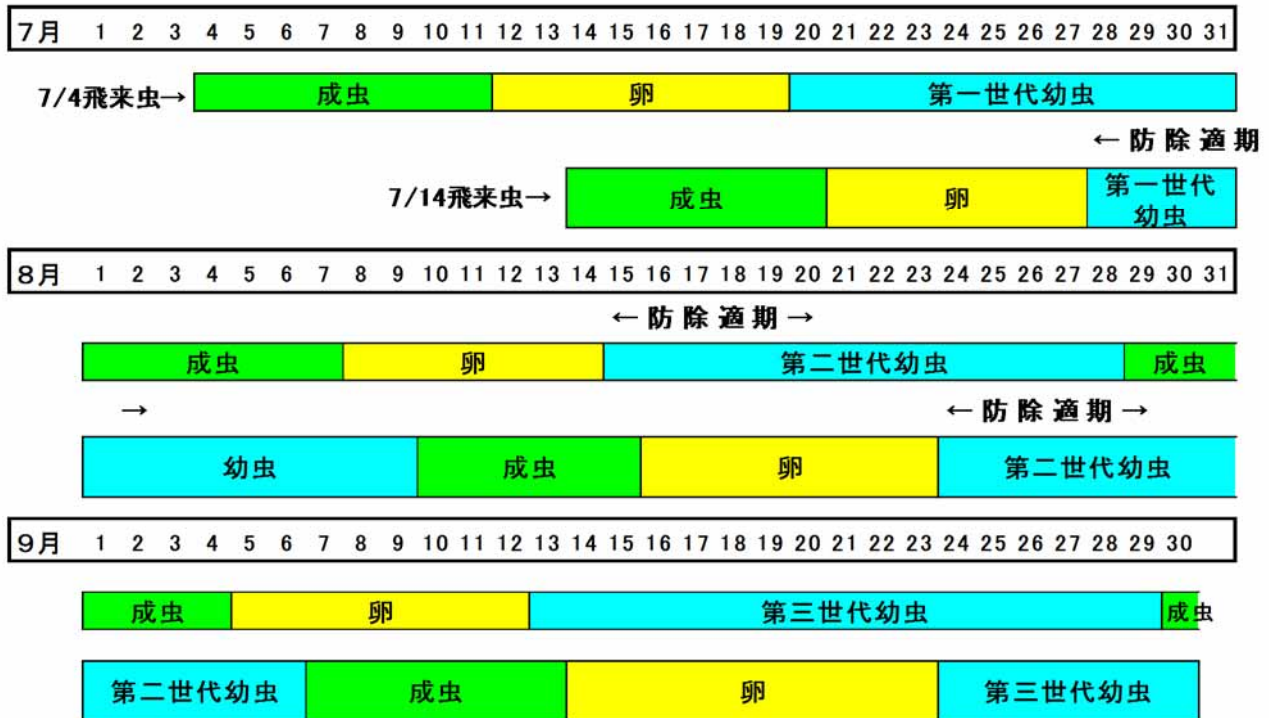 7月 1 2 3 4 5 6 7 8 9 10 11 12 13 14 15 16 17 18 19 20 21 22 23 24 25 26 27 28 29 30 31
7/4飛来虫→ 成虫 卵 第一世代幼虫
←防除適期
7/14飛来虫→ 成虫 卵 第一世代
幼虫
8月 1 2 3 4 5 6 7 8 9 10 11 12 13 14 15 16 17 18 19 20 21 22 23 24 25 26 27 28 29 30 31
←防除適期→
成虫 卵 第二世代幼虫 成虫
→ ←防除適期→
幼虫 成虫 卵 第二世代幼虫
9月 1 2 3 4 5 6 7 8 9 10 11 12 13 14 15 16 17 18 19 20 21 22 23 24 25 26 27 28 29 30
成虫 卵 第三世代幼虫 成虫
第二世代幼虫 成虫 卵 第三世代幼虫